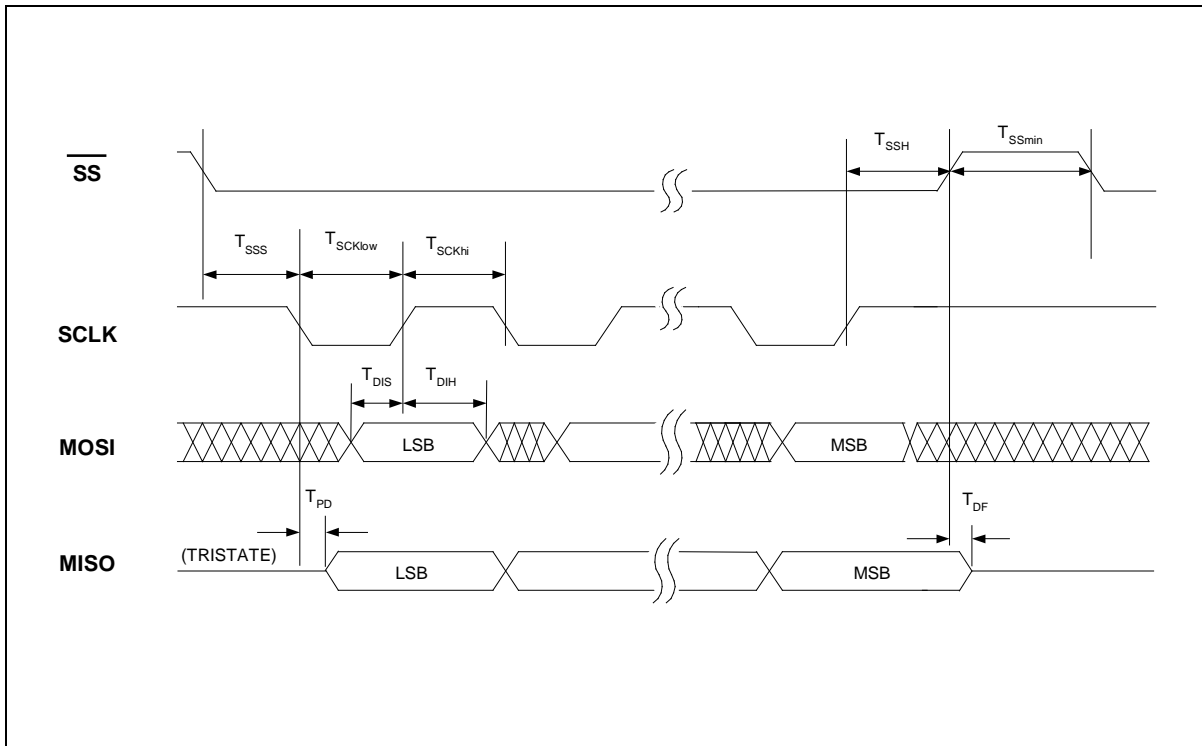 SS
T_SSH
T_SSmin
T_SSS
T_SCKlow
T_SCKhi
SCLK
T_DIS
T_DIH
MOSI
LSB
MSB
T_PD
T_DF
MISO
(TRISTATE)
LSB
MSB